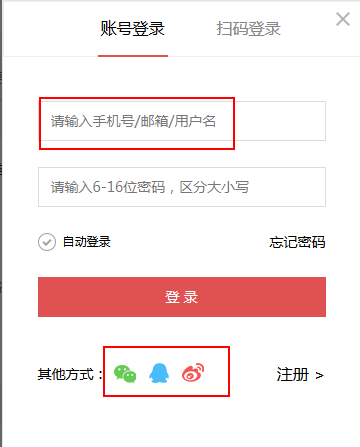 账号登录 扫码登录
请输入手机号/邮箱/用户名
请输入6-16位密码，区分大小写
自动登录 忘记密码
登 录
其他方式： 注册 >